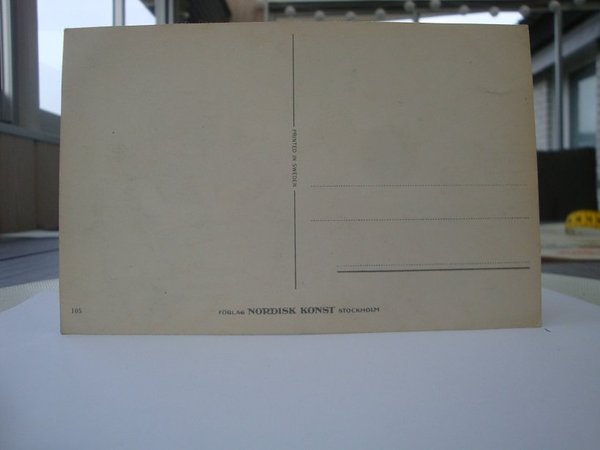 PRINTED IN SWEDEN
105
FÖRLAG NORDISK KONST STOCKHOLM